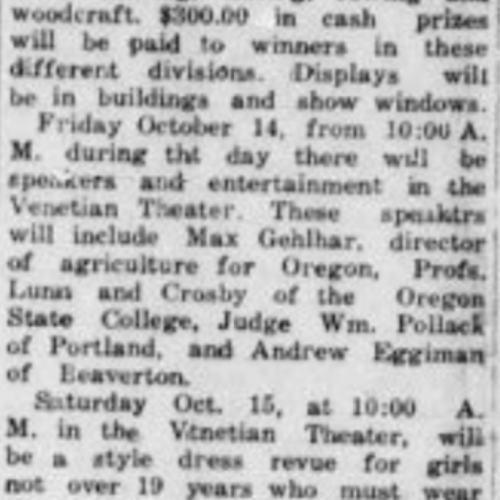 woodcraft. $300.00 in cash prizes
will be paid to winners in these
different divisions. Displays will
be in buildings and show windows.
Friday October 14, from 10:00 A.
M. during tht day there will be
speakers and entertainment in the
Venetian Theater. These speaktrs
will include Max Gehlhar, director
of agriculture for Oregon, Profs.
Lunn and Crosby of the Oregon
State College, Judge Wm. Pollack
of Portland, and Andrew Eggiman
of Beaverton.
Saturday Oct. 15, at 10:00 A.
M. in the Venetian Theater, will
be a style dress revue for girls
not over 19 years who must wear